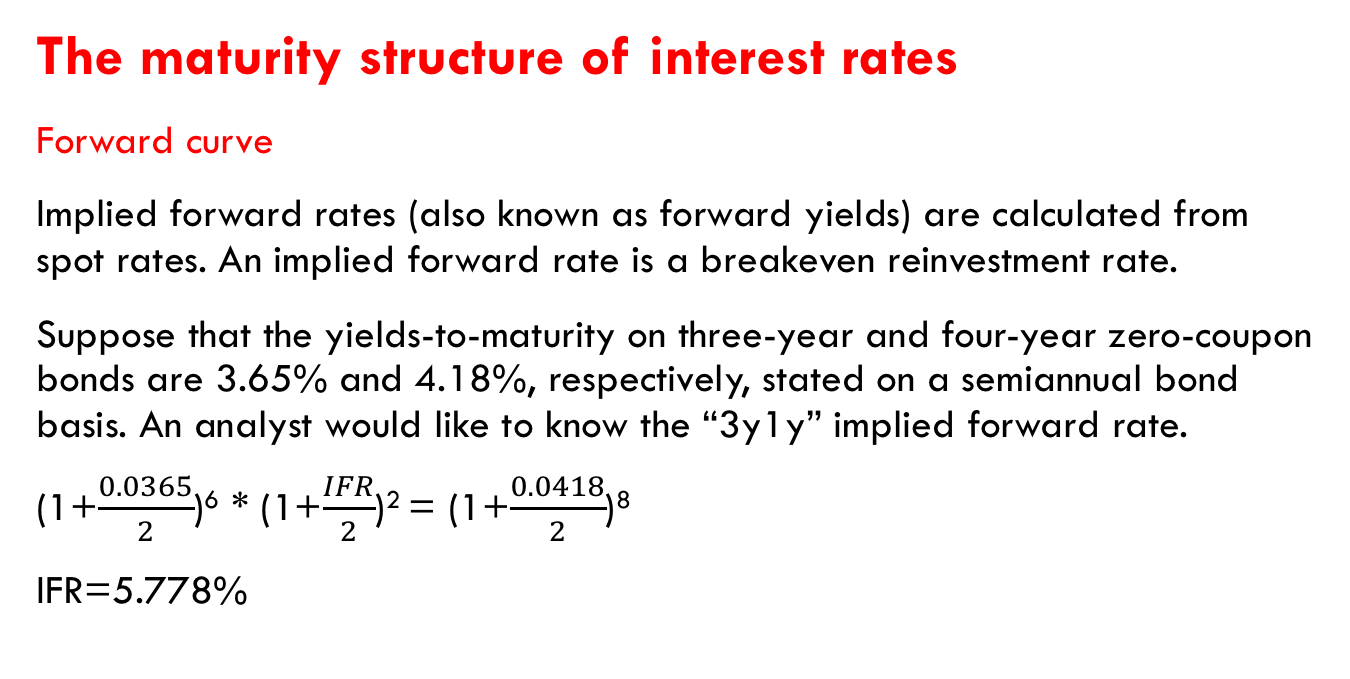 The maturity structure of interest rates
Forward curve
Implied forward rates (also known as forward yields) are calculated from
spot rates. An implied forward rate is a breakeven reinvestment rate.
Suppose that the yields-to-maturity on three-year and four-year zero-coupon
bonds are 3.65% and 4.18%, respectively, stated on a semiannual bond
basis. An analyst would like to know the “3y1y” implied forward rate.
(1+\frac{0.0365}{2})^6 * (1+\frac{IFR}{2})^2 = (1+\frac{0.0418}{2})^8
IFR=5.778%